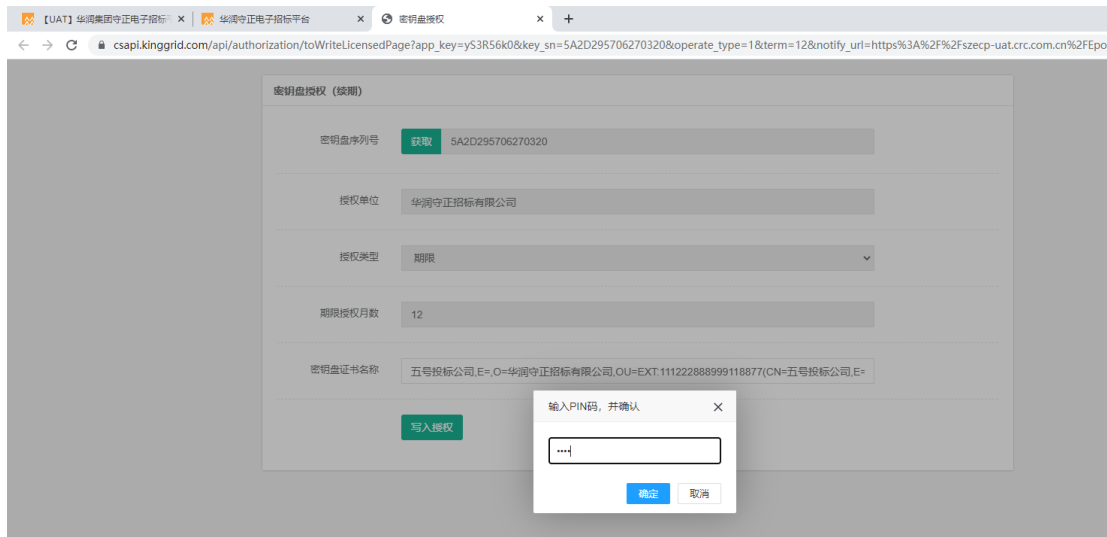 【UAT】华润集团守正电子招标
华润守正电子招标平台
密钥盘授权
csapi.kinggrid.com/api/authorization/toWriteLicensedPage?app_key=yS3R56k0&key_sn=5A2D295706270320&operate_type=1&term=12&notify_url=https%3A%2F%2Fszecp-uat.crc.com.cn%2FEpo
密钥盘授权（续期）
密钥盘序列号 获取 5A2D295706270320
授权单位 华润守正招标有限公司
授权类型 期限
期限授权月数 12
密钥盘证书名称 五号投标公司,E=,O=华润守正招标有限公司,OU=EXT:111222888999118877(CN=五号投标公司,E=
写入授权
输入PIN码，并确认
确定 取消